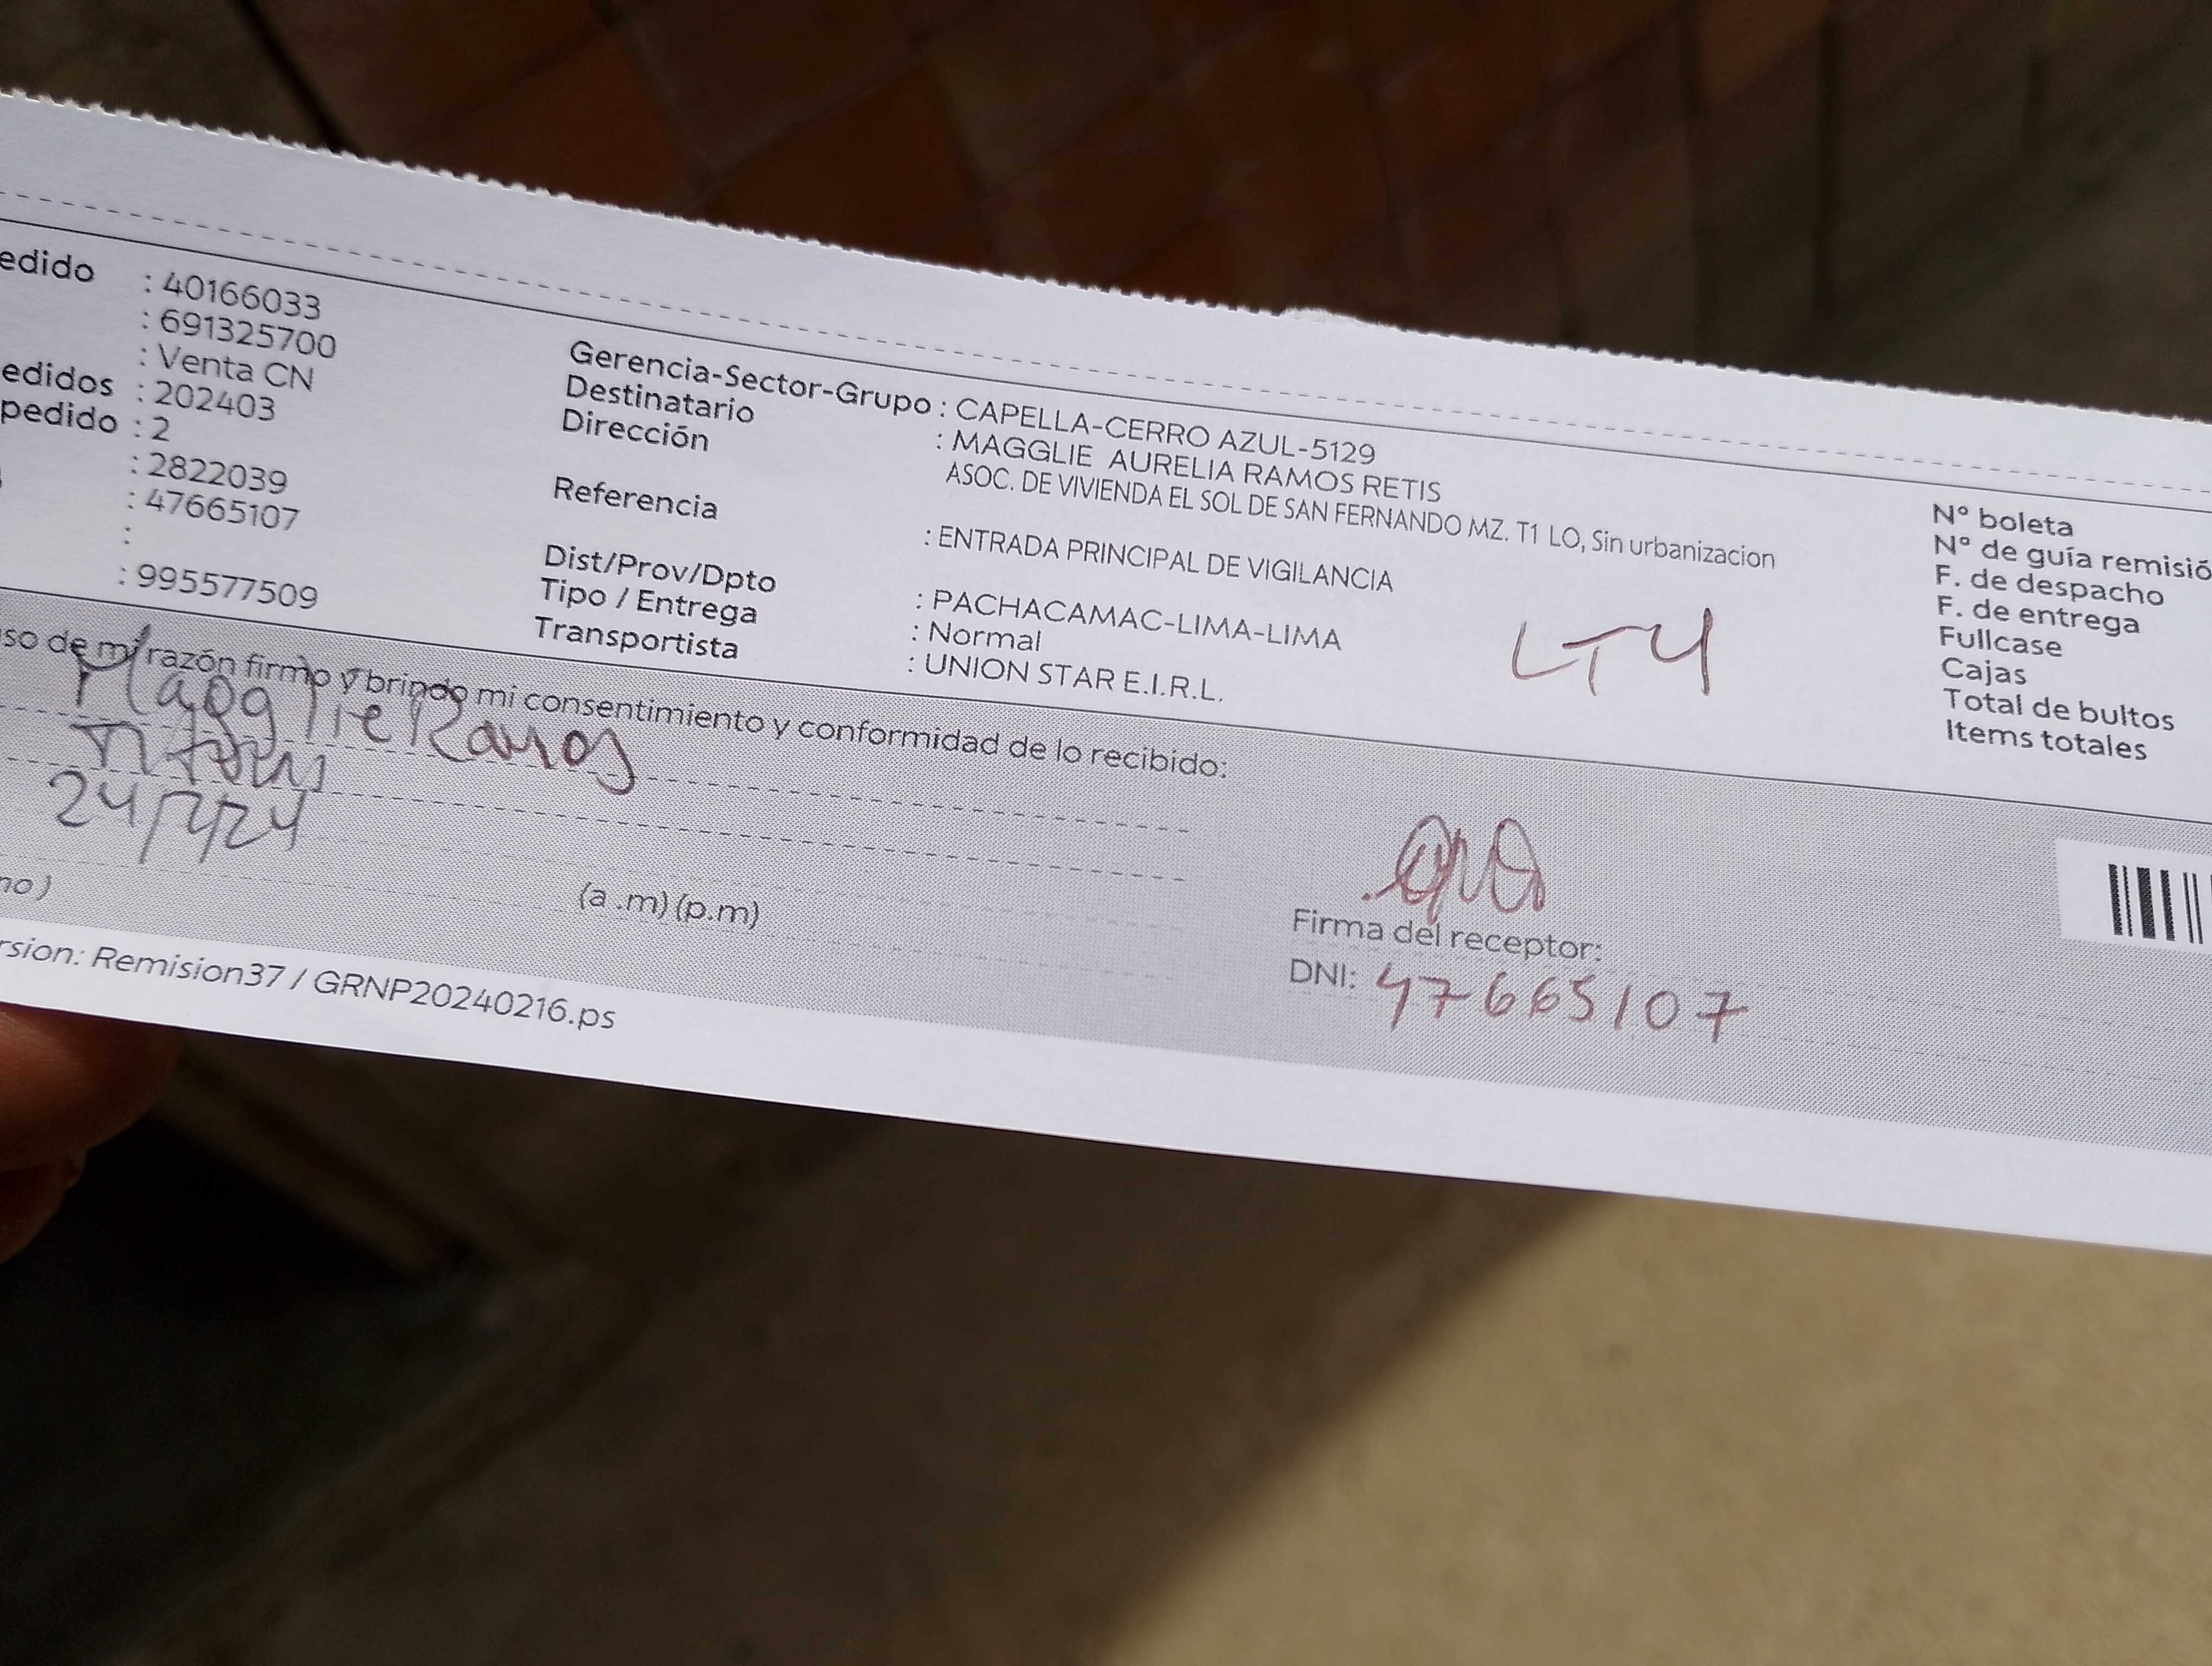 edido : 40166033
: 691325700
: Venta CN
edidos : 202403
pedido : 2
: 2822039
: 47665107
:
: 995577509
Gerencia-Sector-Grupo : CAPELLA-CERRO AZUL-5129
Destinatario : MAGGLIE AURELIA RAMOS RETIS
Dirección ASOC. DE VIVIENDA EL SOL DE SAN FERNANDO MZ. T1 LO, Sin urbanizacion
Referencia : ENTRADA PRINCIPAL DE VIGILANCIA
Dist/Prov/Dpto : PACHACAMAC-LIMA-LIMA
Tipo / Entrega : Normal
Transportista : UNION STAR E.I.R.L.
LT4
N° boleta
N° de guía remisió
F. de despacho
F. de entrega
Fullcase
Cajas
Total de bultos
Items totales
so de mi razón firmo y brindo mi consentimiento y conformidad de lo recibido:
Magglie Ramos
24/2/24
no) (a .m) (p.m)
Firma del receptor:
DNI: 47665107
rsion: Remision37 / GRNP20240216.ps